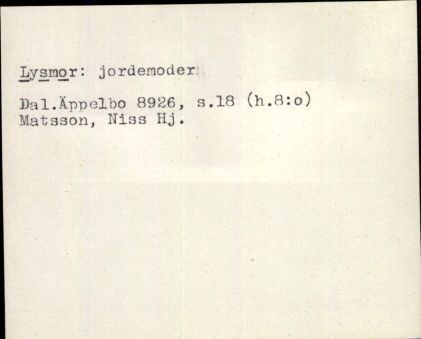 Lysmor: jordemoder
Dal.Äppelbo 8926, s.18 (h.8:o)
Matsson, Niss Hj.